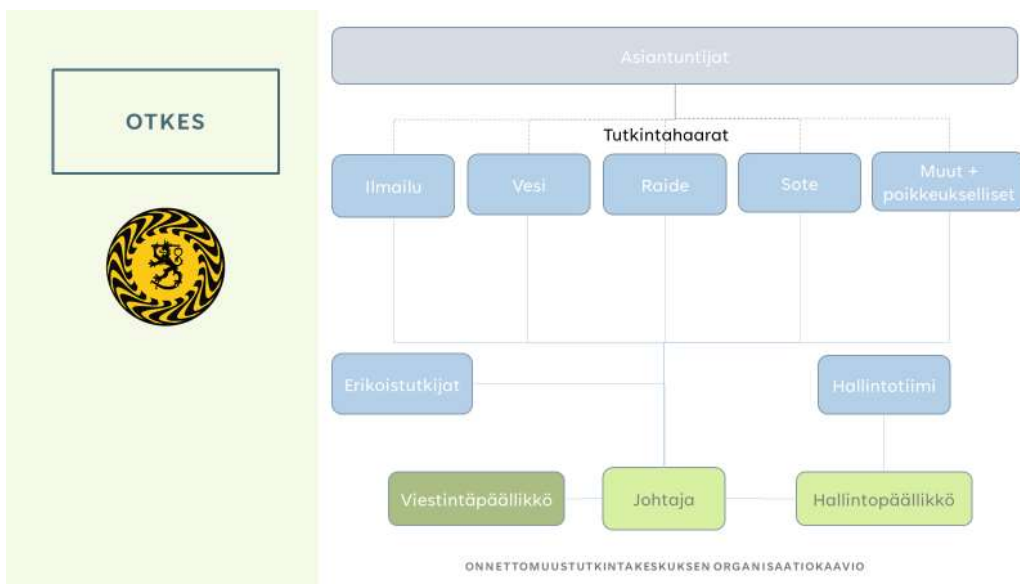 OTKES
Asiantuntijat
Tutkintahaarat
Ilmailu
Vesi
Raide
Sote
Muut +
poikkeukselliset
Erikoistutkijat
Hallintotiimi
Viestintäpäällikkö
Johtaja
Hallintopäällikkö
ONNETTOMUUSTUTKINTAKESKUKSEN ORGANISAATIOKAAVIO